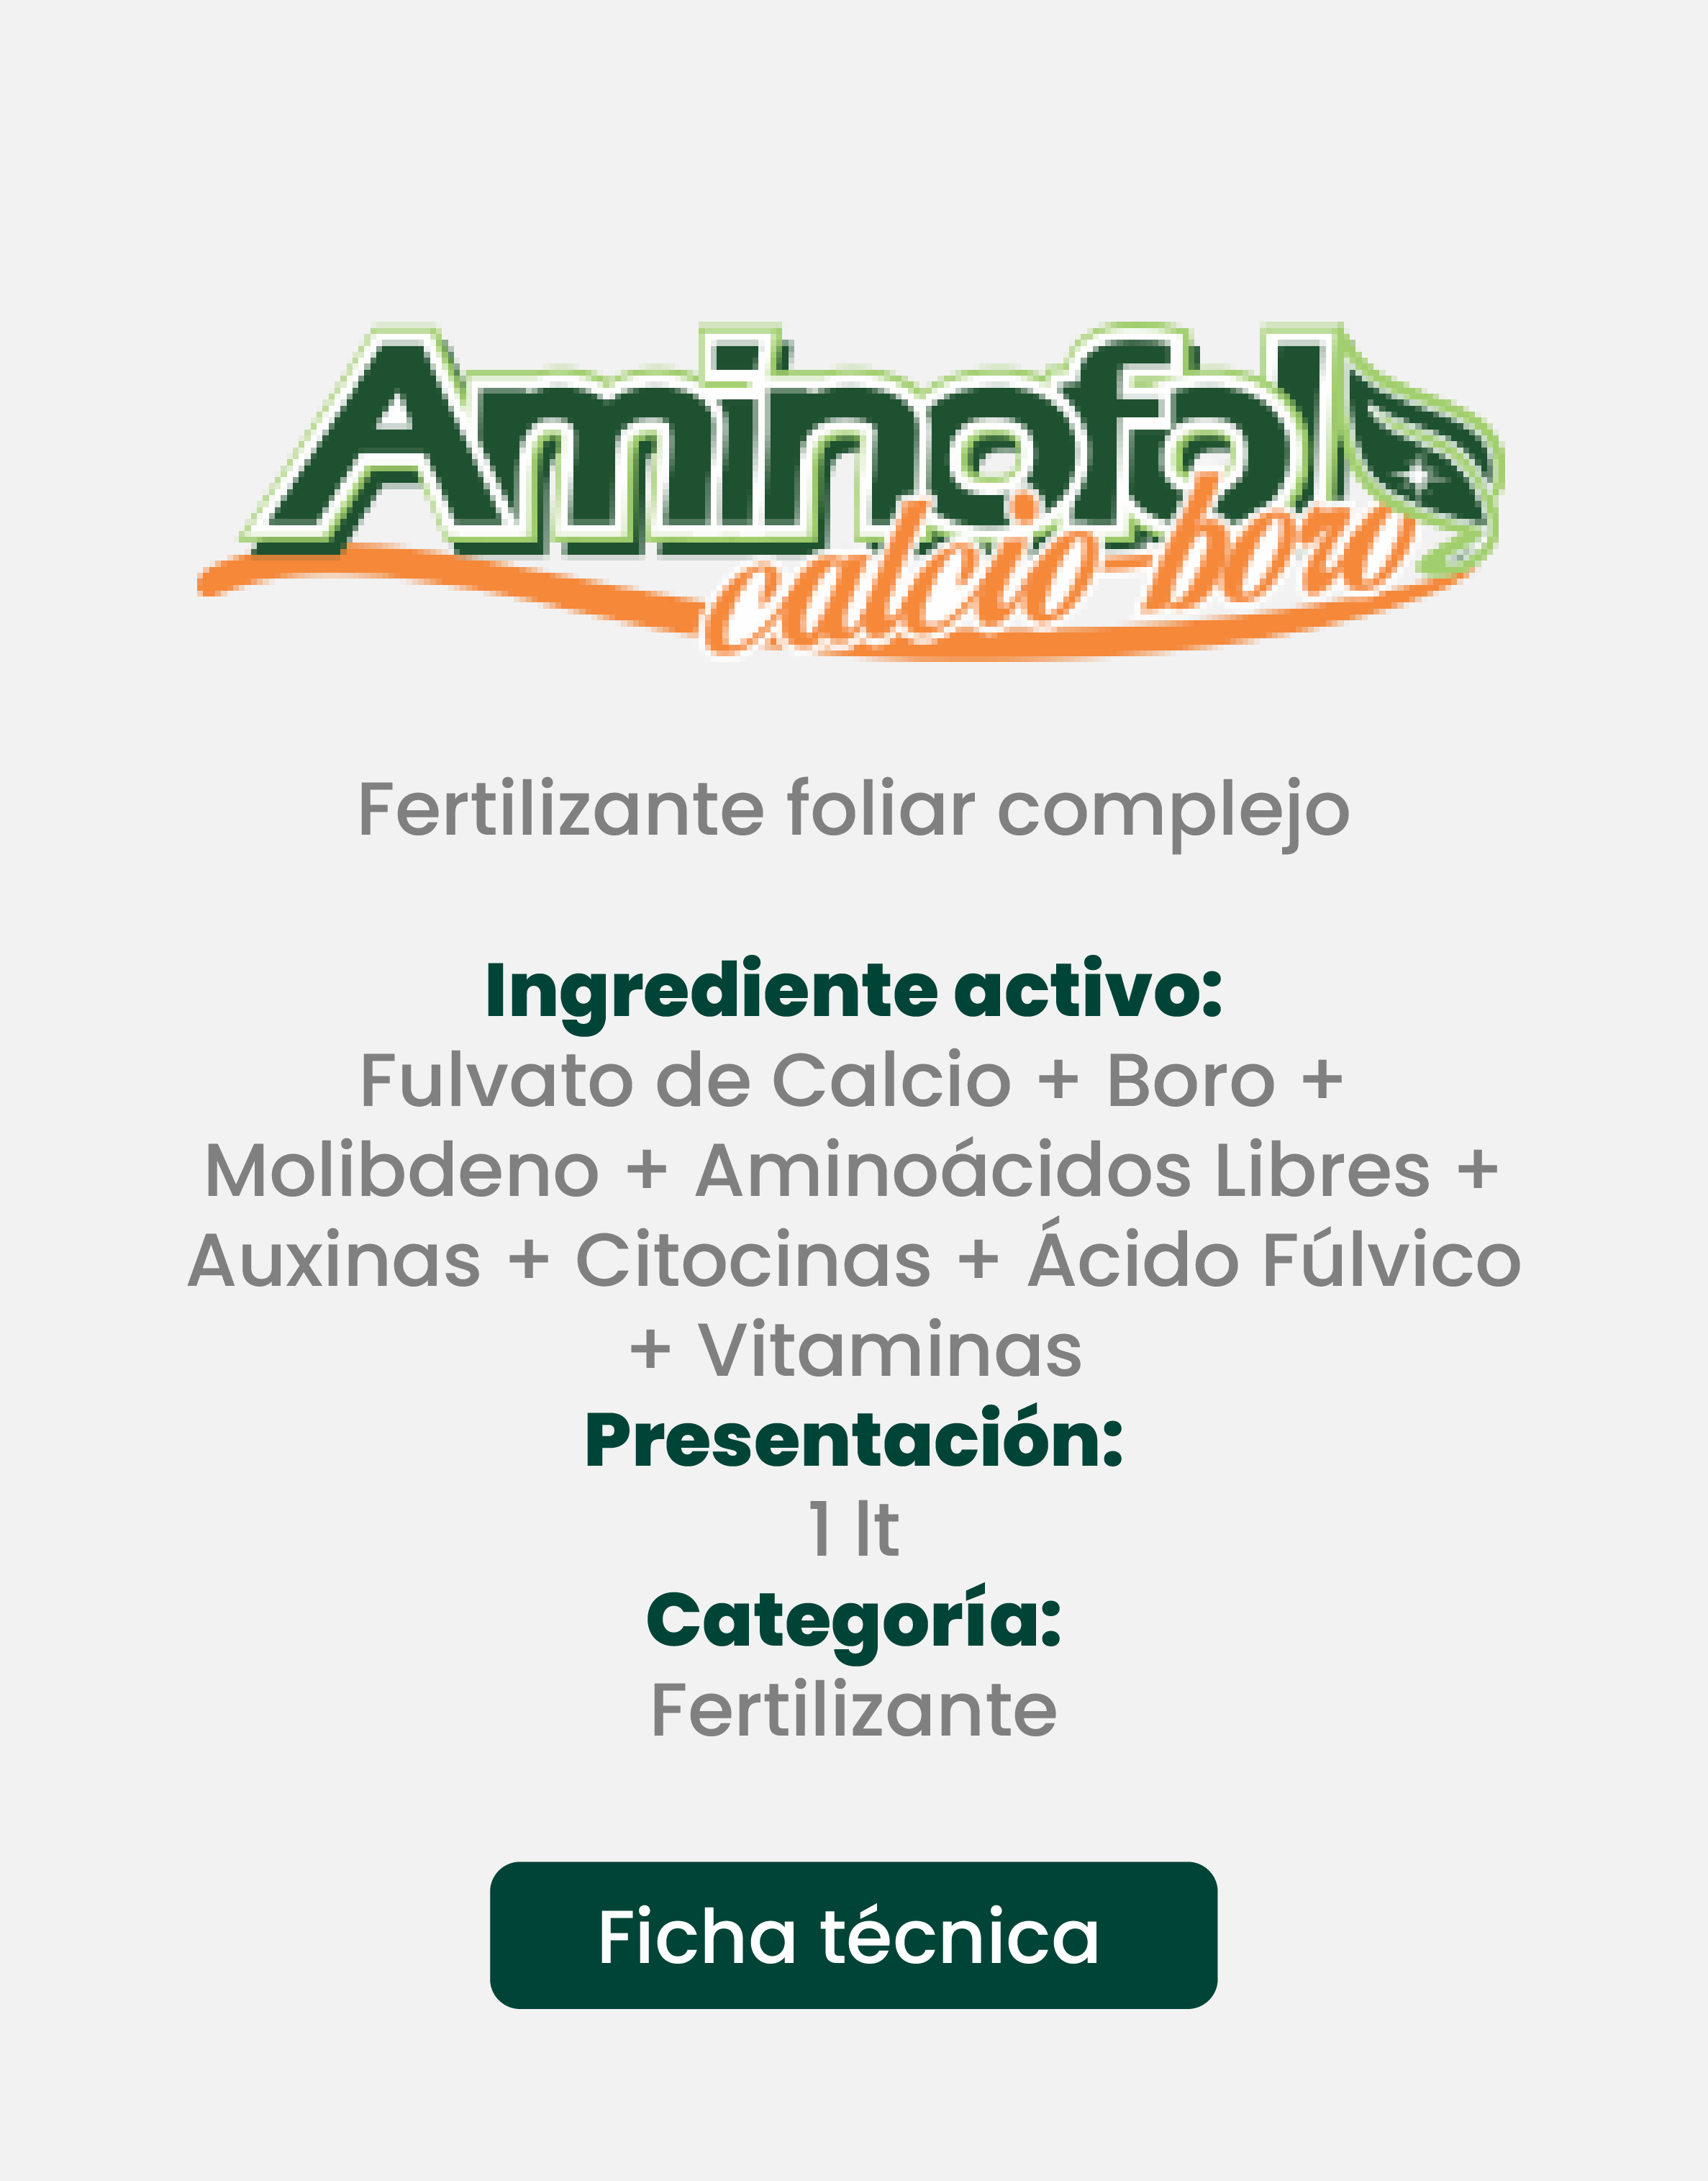 Aminofol
calcio-boro
Fertilizante foliar complejo
Ingrediente activo:
Fulvato de Calcio + Boro +
Molibdeno + Aminoácidos Libres +
Auxinas + Citocinas + Ácido Fúlvico
+ Vitaminas
Presentación:
1 lt
Categoría:
Fertilizante
Ficha técnica